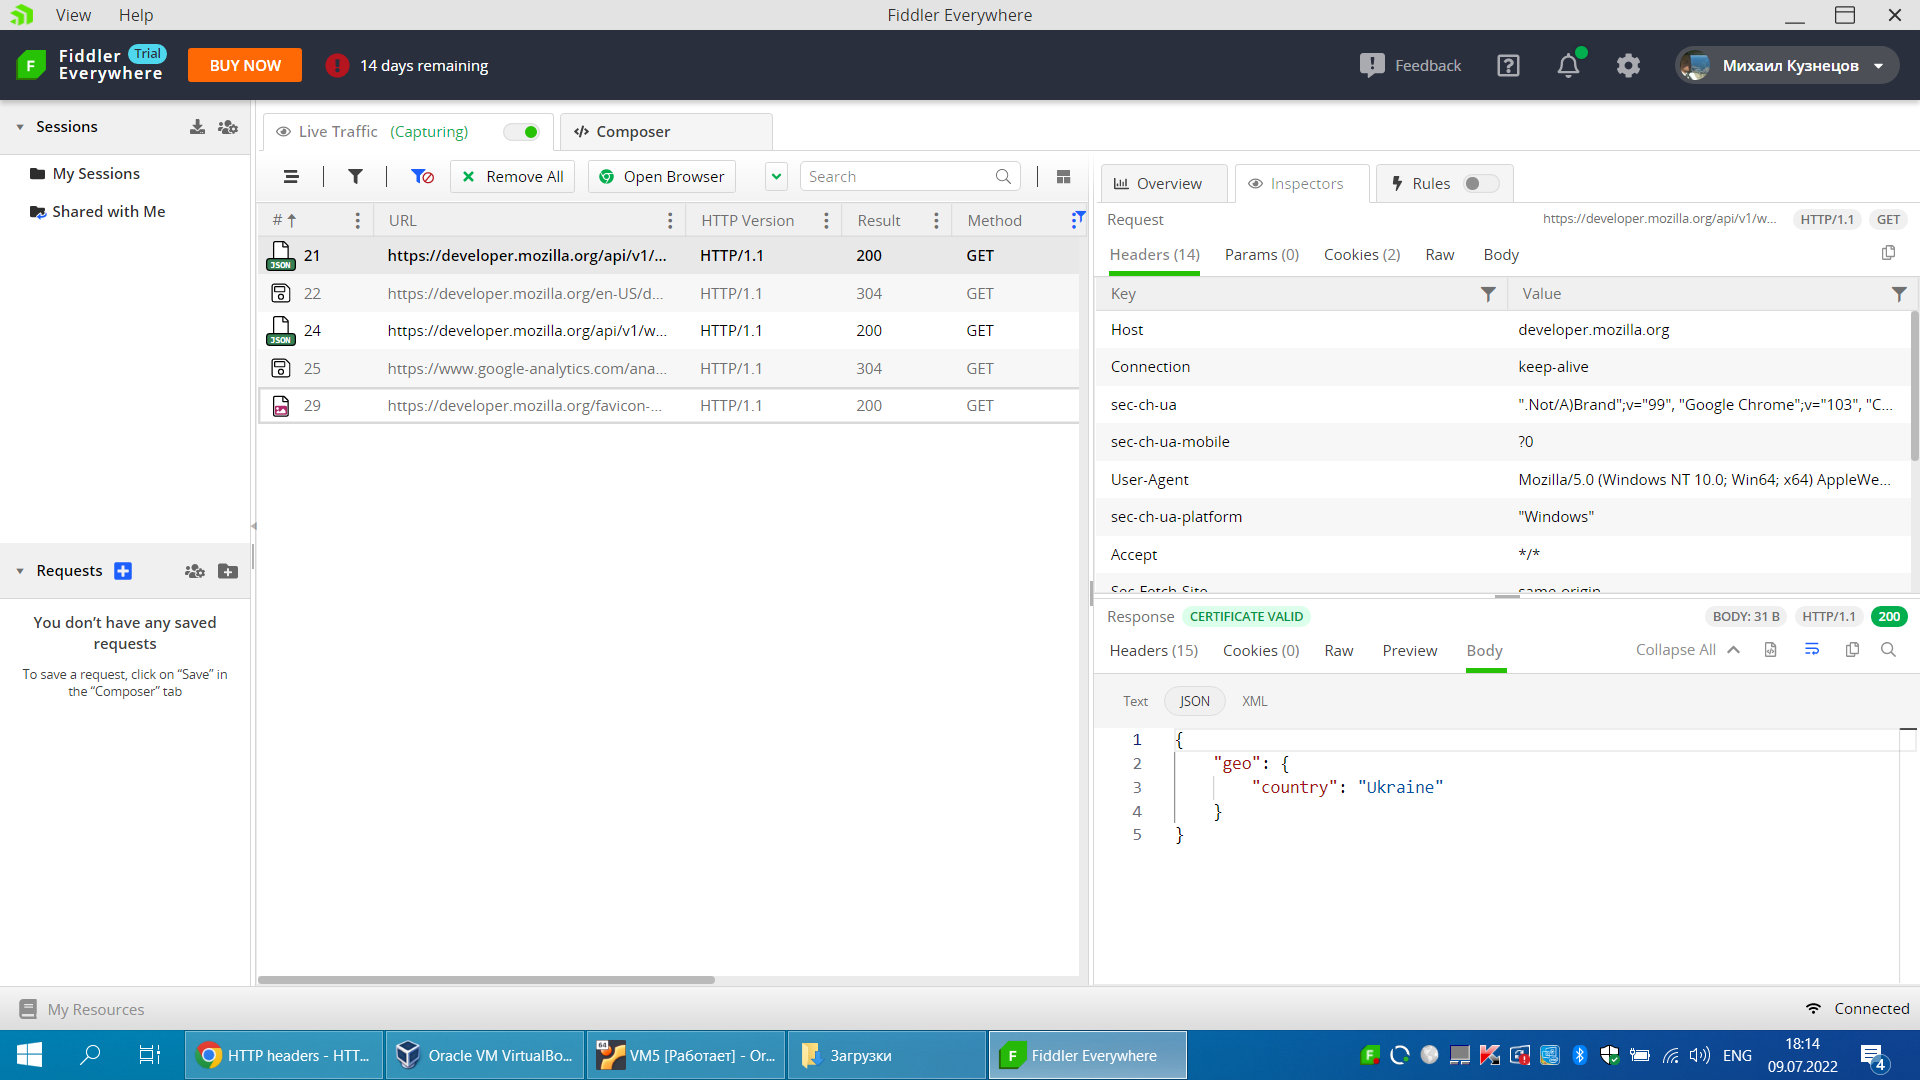 View Help
Fiddler Everywhere
Fiddler Trial
Everywhere
BUY NOW
14 days remaining
Feedback
Михаил Кузнецов
Sessions
My Sessions
Shared with Me
Requests
You don’t have any saved
requests
To save a request, click on “Save” in
the “Composer” tab
Live Traffic (Capturing)
Composer
Remove All
Open Browser
Search
# URL HTTP Version Result Method
JSON 21 https://developer.mozilla.org/api/v1/... HTTP/1.1 200 GET
22 https://developer.mozilla.org/en-US/d... HTTP/1.1 304 GET
JSON 24 https://developer.mozilla.org/api/v1/w... HTTP/1.1 200 GET
25 https://www.google-analytics.com/ana... HTTP/1.1 304 GET
29 https://developer.mozilla.org/favicon-... HTTP/1.1 200 GET
Overview
Inspectors
Rules
Request https://developer.mozilla.org/api/v1/w... HTTP/1.1 GET
Headers (14) Params (0) Cookies (2) Raw Body
Key Value
Host developer.mozilla.org
Connection keep-alive
sec-ch-ua ".Not/A)Brand";v="99", "Google Chrome";v="103", "C...
sec-ch-ua-mobile ?0
User-Agent Mozilla/5.0 (Windows NT 10.0; Win64; x64) AppleWe...
sec-ch-ua-platform "Windows"
Accept */*
Sec-Fetch-Site same-origin
Response CERTIFICATE VALID BODY: 31 B HTTP/1.1 200
Headers (15) Cookies (0) Raw Preview Body Collapse All
Text JSON XML
1 {
2 "geo": {
3 "country": "Ukraine"
4 }
5 }
My Resources
Connected
HTTP headers - HTT...
Oracle VM VirtualBo...
64 VM5 [Работает] - Or...
Загрузки
Fiddler Everywhere
ENG
18:14
09.07.2022
4